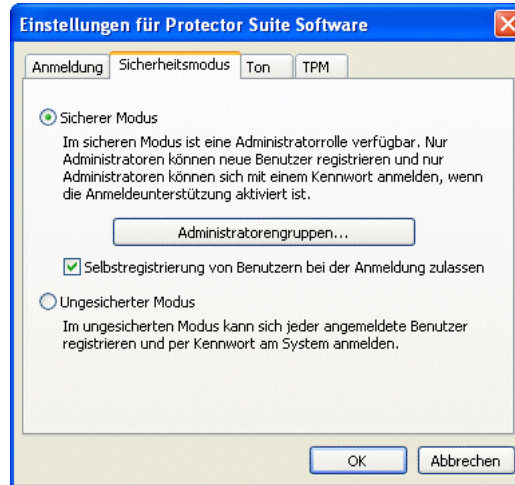 Einstellungen für Protector Suite Software
Anmeldung Sicherheitsmodus Ton TPM
Sicherer Modus
Im sicheren Modus ist eine Administratorrolle verfügbar. Nur
Administratoren können neue Benutzer registrieren und nur
Administratoren können sich mit einem Kennwort anmelden, wenn
die Anmeldeunterstützung aktiviert ist.
Administratorengruppen...
Selbstregistrierung von Benutzern bei der Anmeldung zulassen
Ungesicherter Modus
Im ungesicherten Modus kann sich jeder angemeldete Benutzer
registrieren und per Kennwort am System anmelden.
OK Abbrechen